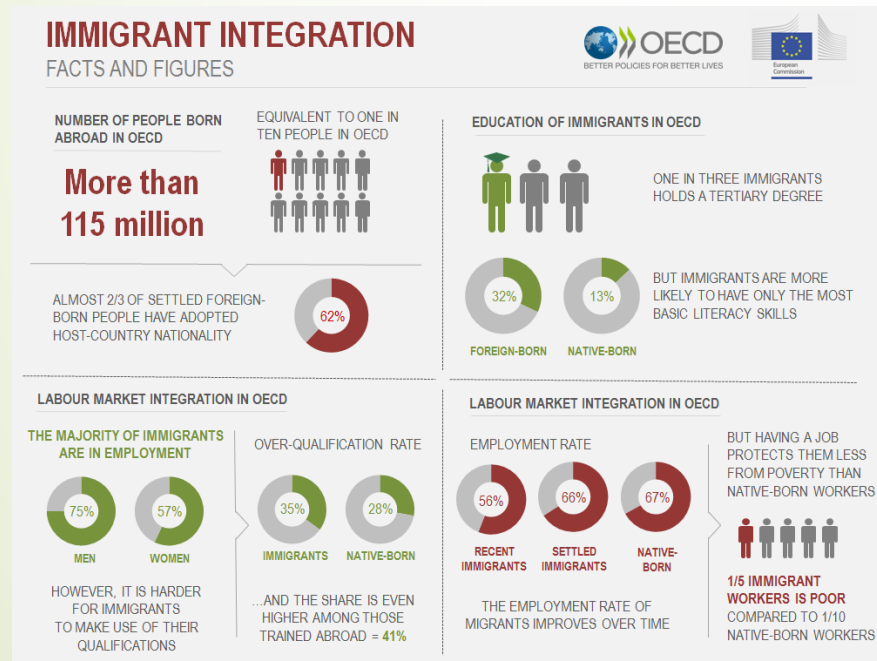 IMMIGRANT INTEGRATION
FACTS AND FIGURES
OECD
BETTER POLICIES FOR BETTER LIVES
European
Commission
NUMBER OF PEOPLE BORN
ABROAD IN OECD
More than
115 million
EQUIVALENT TO ONE IN
TEN PEOPLE IN OECD
ALMOST 2/3 OF SETTLED FOREIGN-
BORN PEOPLE HAVE ADOPTED
HOST-COUNTRY NATIONALITY
62%
EDUCATION OF IMMIGRANTS IN OECD
ONE IN THREE IMMIGRANTS
HOLDS A TERTIARY DEGREE
32%
13%
FOREIGN-BORN
NATIVE-BORN
BUT IMMIGRANTS ARE MORE
LIKELY TO HAVE ONLY THE MOST
BASIC LITERACY SKILLS
LABOUR MARKET INTEGRATION IN OECD
THE MAJORITY OF IMMIGRANTS
ARE IN EMPLOYMENT
75%
57%
MEN
WOMEN
HOWEVER, IT IS HARDER
FOR IMMIGRANTS
TO MAKE USE OF THEIR
QUALIFICATIONS
OVER-QUALIFICATION RATE
35%
28%
IMMIGRANTS
NATIVE-BORN
...AND THE SHARE IS EVEN
HIGHER AMONG THOSE
TRAINED ABROAD = 41%
LABOUR MARKET INTEGRATION IN OECD
EMPLOYMENT RATE
56%
66%
67%
RECENT
IMMIGRANTS
SETTLED
IMMIGRANTS
NATIVE-
BORN
THE EMPLOYMENT RATE OF
MIGRANTS IMPROVES OVER TIME
BUT HAVING A JOB
PROTECTS THEM LESS
FROM POVERTY THAN
NATIVE-BORN WORKERS
1/5 IMMIGRANT
WORKERS IS POOR
COMPARED TO 1/10
NATIVE-BORN WORKERS